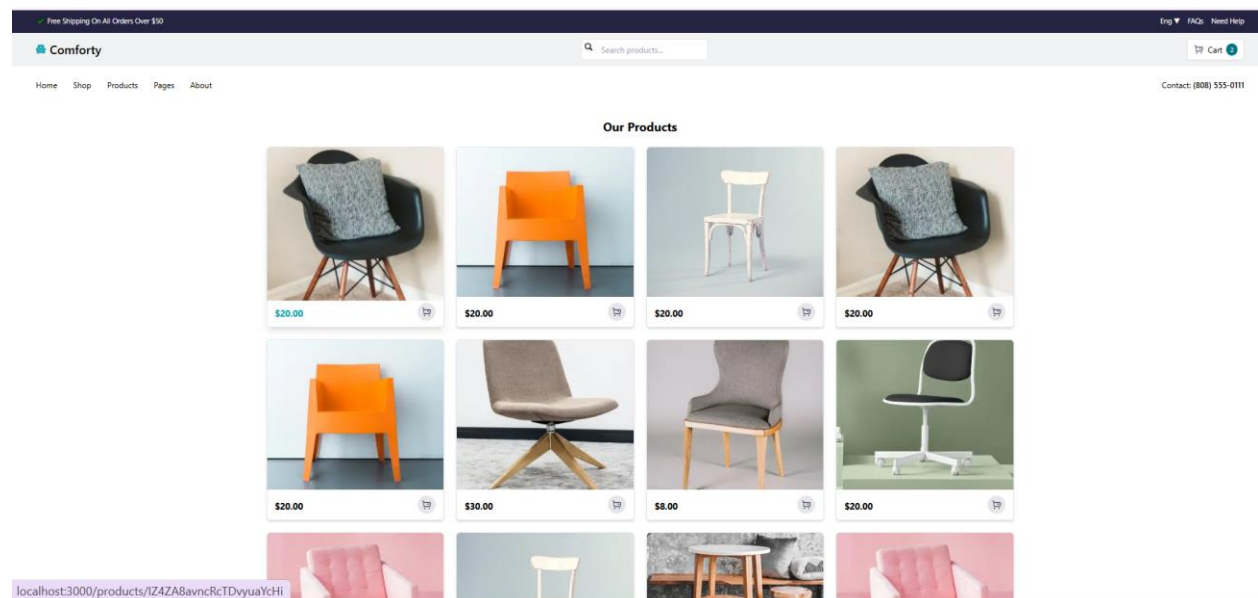 Free Shipping On All Orders Over $50
Eng ▼ FAQs Need Help
Comforty
Search products...
Cart 2
Home Shop Products Pages About
Contact: (808) 555-0111
Our Products
$20.00 $20.00 $20.00 $20.00
$20.00 $30.00 $8.00 $20.00
localhost:3000/products/IZ4ZA8avncRcTDvyuaYcHi